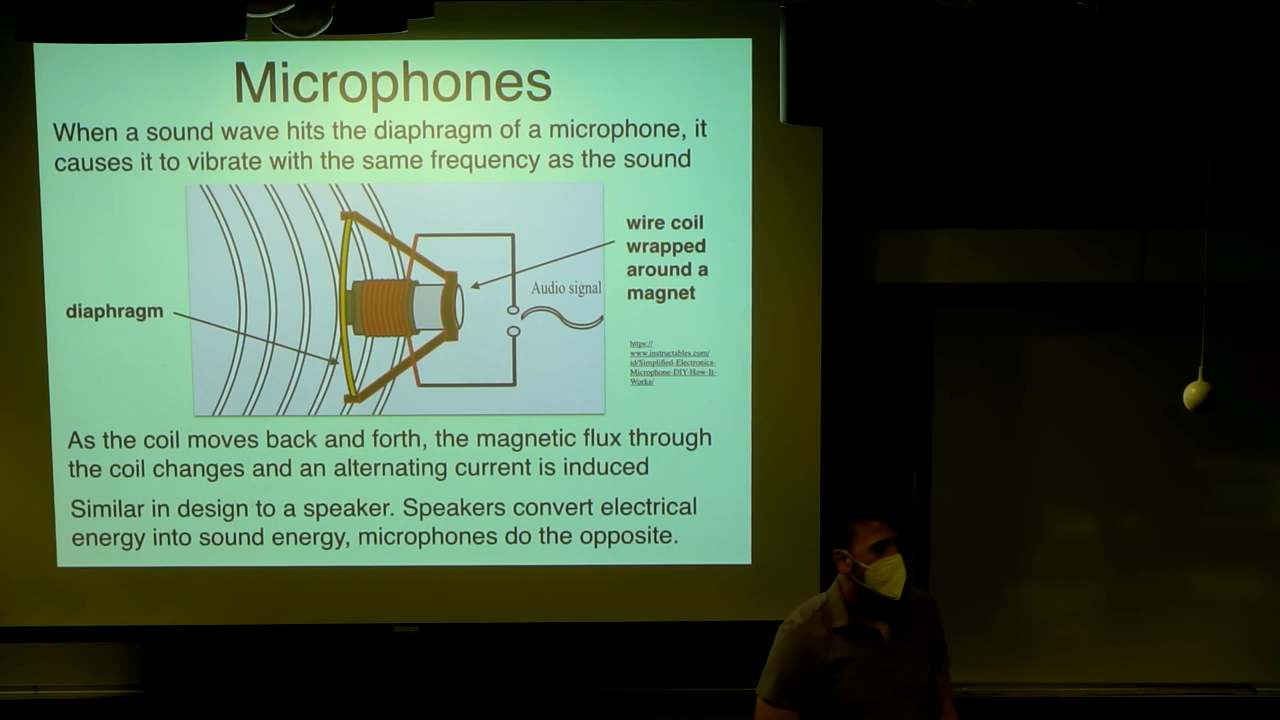 Microphones
When a sound wave hits the diaphragm of a microphone, it
causes it to vibrate with the same frequency as the sound
wire coil
wrapped
around a
magnet
Audio signal
diaphragm
https://
www.instructables.com/
id/Simplified-Electronics-
Microphone-DIY-How-It-
Works/
As the coil moves back and forth, the magnetic flux through
the coil changes and an alternating current is induced
Similar in design to a speaker. Speakers convert electrical
energy into sound energy, microphones do the opposite.